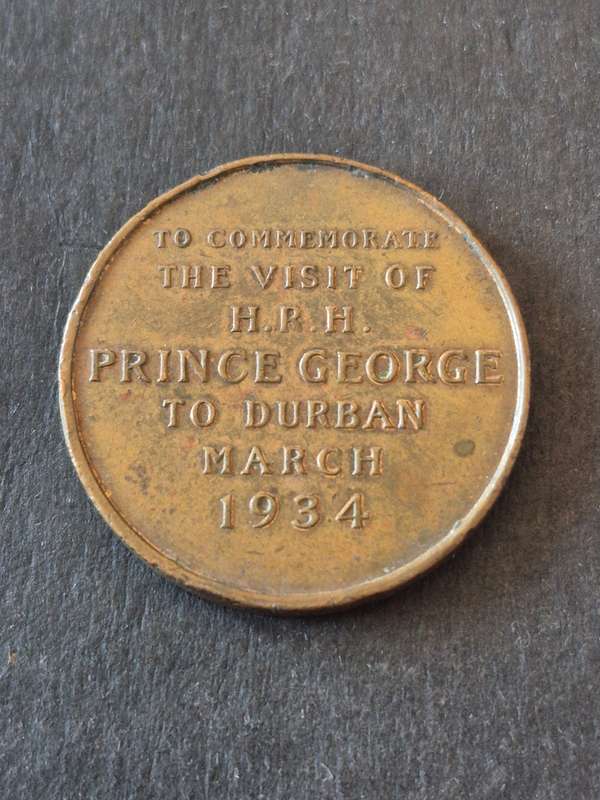 TO COMMEMORATE
THE VISIT OF
H.R.H.
PRINCE GEORGE
TO DURBAN
MARCH
1934